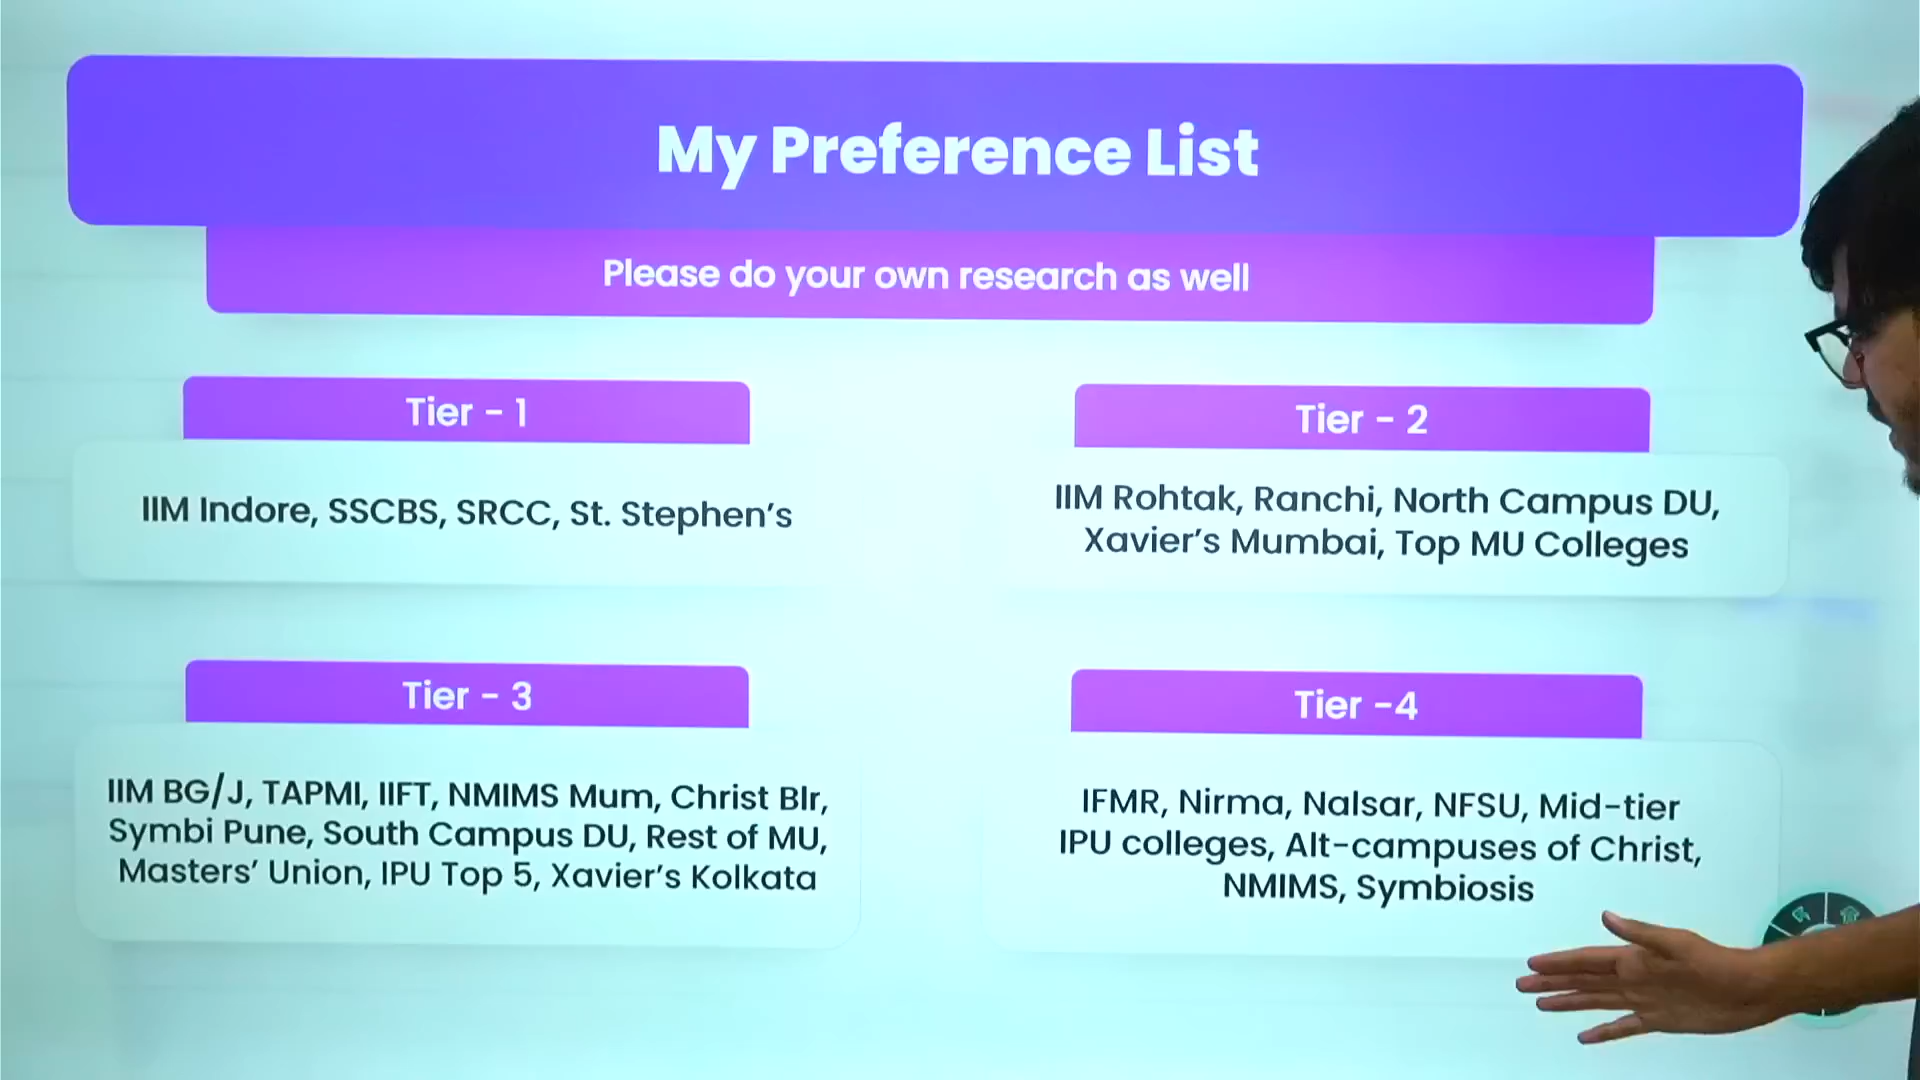 My Preference List
Please do your own research as well
Tier - 1
IIM Indore, SSCBS, SRCC, St. Stephen's
Tier - 2
IIM Rohtak, Ranchi, North Campus DU,
Xavier's Mumbai, Top MU Colleges
Tier - 3
IIM BG/J, TAPMI, IIFT, NMIMS Mum, Christ Blr,
Symbi Pune, South Campus DU, Rest of MU,
Masters' Union, IPU Top 5, Xavier's Kolkata
Tier -4
IFMR, Nirma, Nalsar, NFSU, Mid-tier
IPU colleges, Alt-campuses of Christ,
NMIMS, Symbiosis